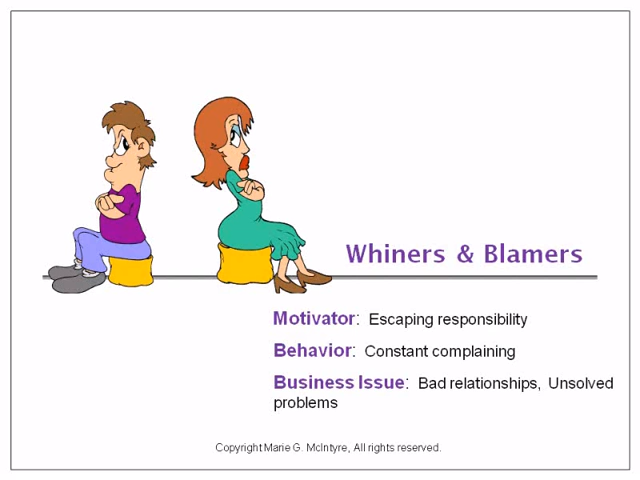 Whiners & Blamers
Motivator: Escaping responsibility
Behavior: Constant complaining
Business Issue: Bad relationships, Unsolved
problems
Copyright Marie G. McIntyre, All rights reserved.